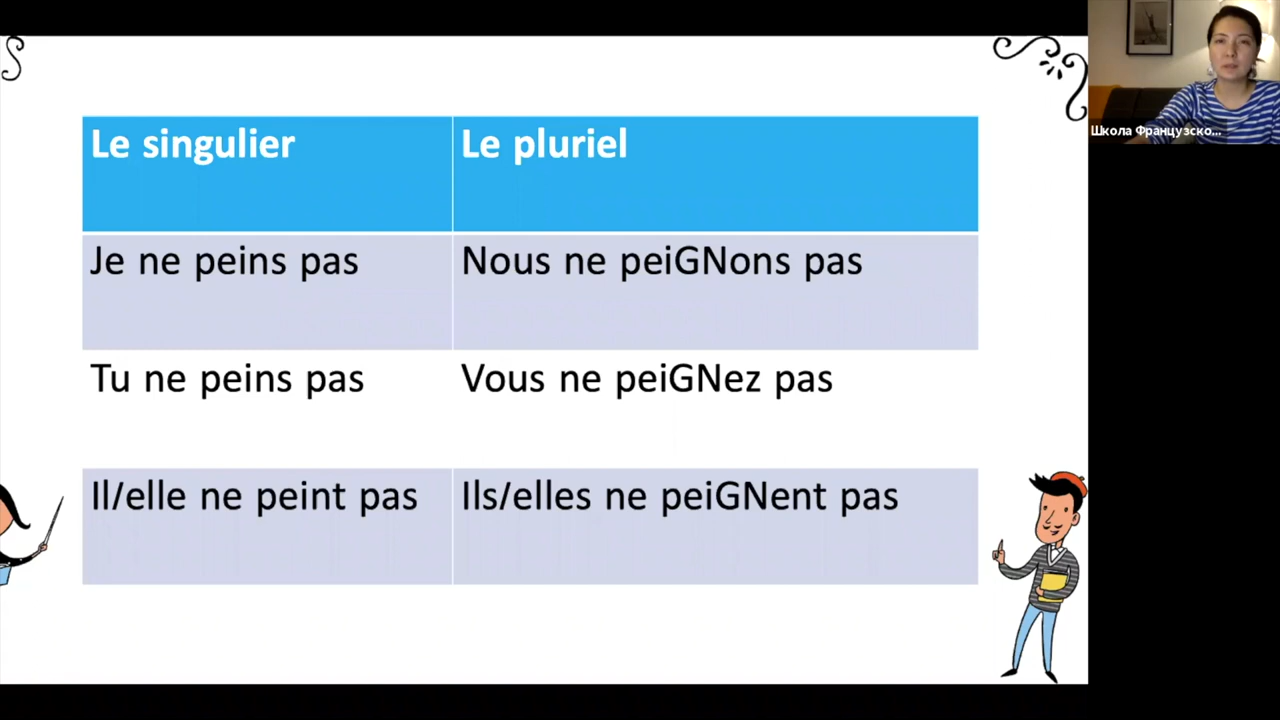 Le singulier
Le pluriel
Je ne peins pas
Nous ne peiGNons pas
Tu ne peins pas
Vous ne peiGNez pas
Il/elle ne peint pas
Ils/elles ne peiGNent pas
Школа Французско...